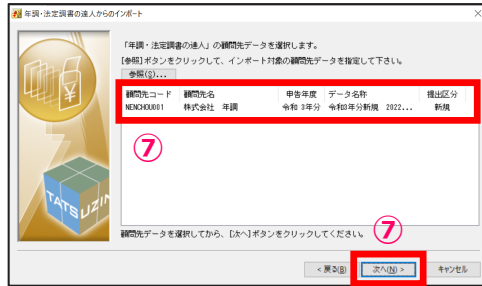 年調・法定調書の達人からのインポート
「年調・法定調書の達人」の顧問先データを選択します。
[参照]ボタンをクリックして、インポート対象の顧問先データを指定して下さい。
参照(S)...
顧問先コード 顧問先名 申告年度 データ名称 提出区分
NENCHOU001 株式会社 年調 令和 3年分 令和3年分新規 2022... 新規
⑦
TATSUZIN
顧問先データを選択してから、[次へ]ボタンをクリックしてください。
⑦
< 戻る(B) 次へ(N) > キャンセル